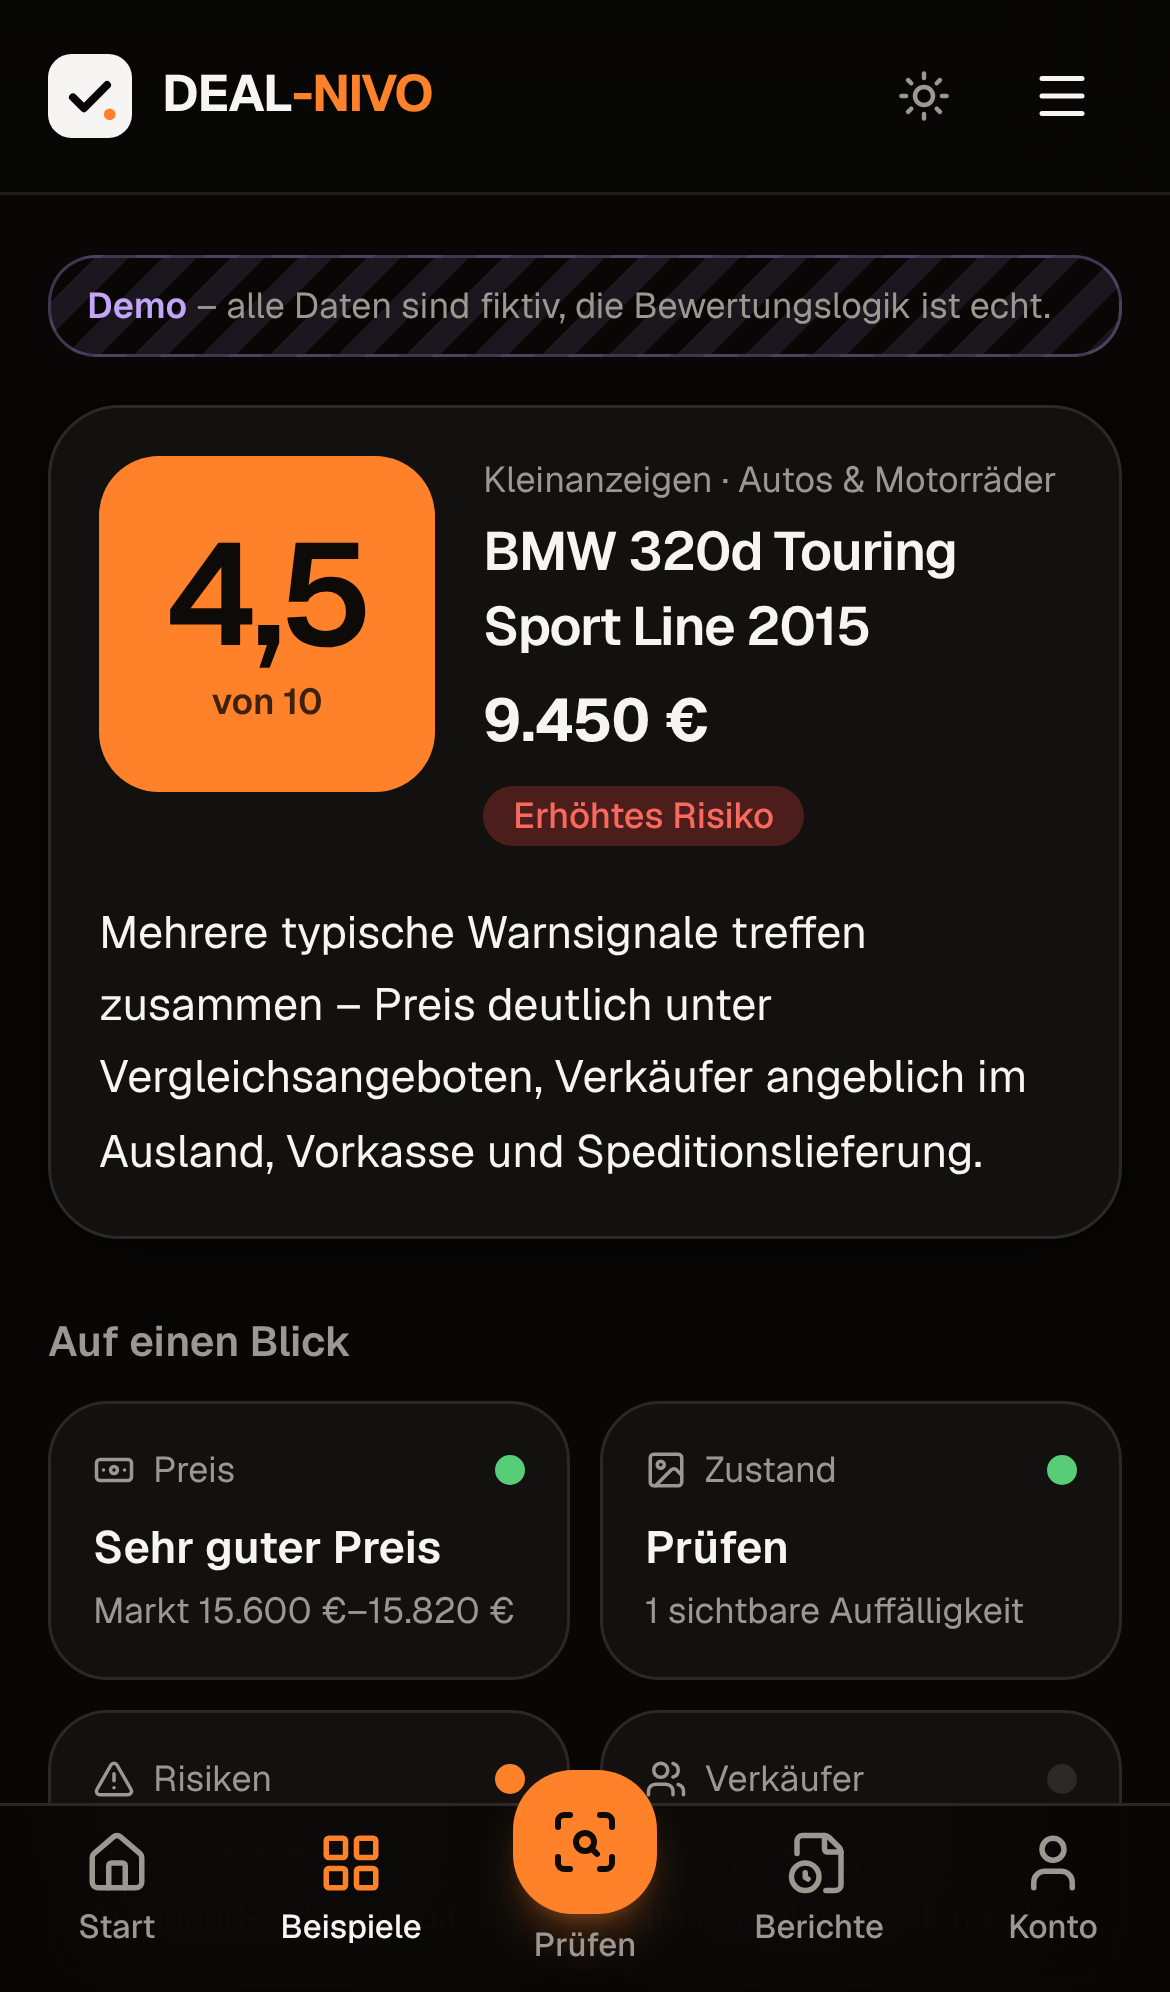 DEAL-NIVO
Demo – alle Daten sind fiktiv, die Bewertungslogik ist echt.
4,5
von 10
Kleinanzeigen · Autos & Motorräder
BMW 320d Touring
Sport Line 2015
9.450 €
Erhöhtes Risiko
Mehrere typische Warnsignale treffen
zusammen – Preis deutlich unter
Vergleichsangeboten, Verkäufer angeblich im
Ausland, Vorkasse und Speditionslieferung.
Auf einen Blick
Preis
Sehr guter Preis
Markt 15.600 €–15.820 €
Zustand
Prüfen
1 sichtbare Auffälligkeit
Risiken
Verkäufer
Start
Beispiele
Prüfen
Berichte
Konto